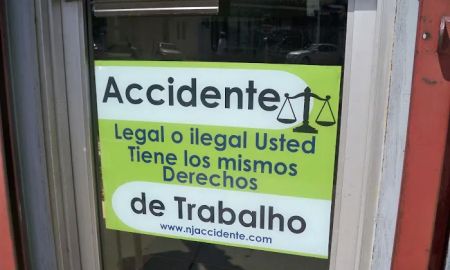 Accidente
Legal o ilegal Usted
Tiene los mismos
Derechos
de Trabalho
www.njaccidente.com